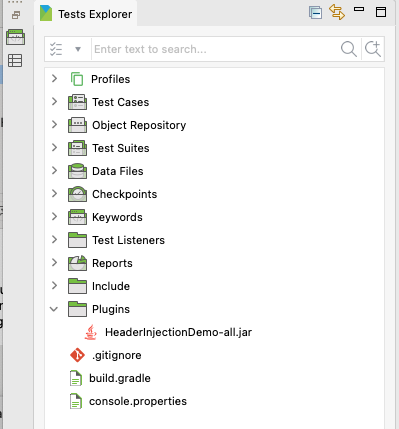 Tests Explorer
Enter text to search...
Profiles
Test Cases
Object Repository
Test Suites
Data Files
Checkpoints
Keywords
Test Listeners
Reports
Include
Plugins
HeaderInjectionDemo-all.jar
.gitignore
build.gradle
console.properties